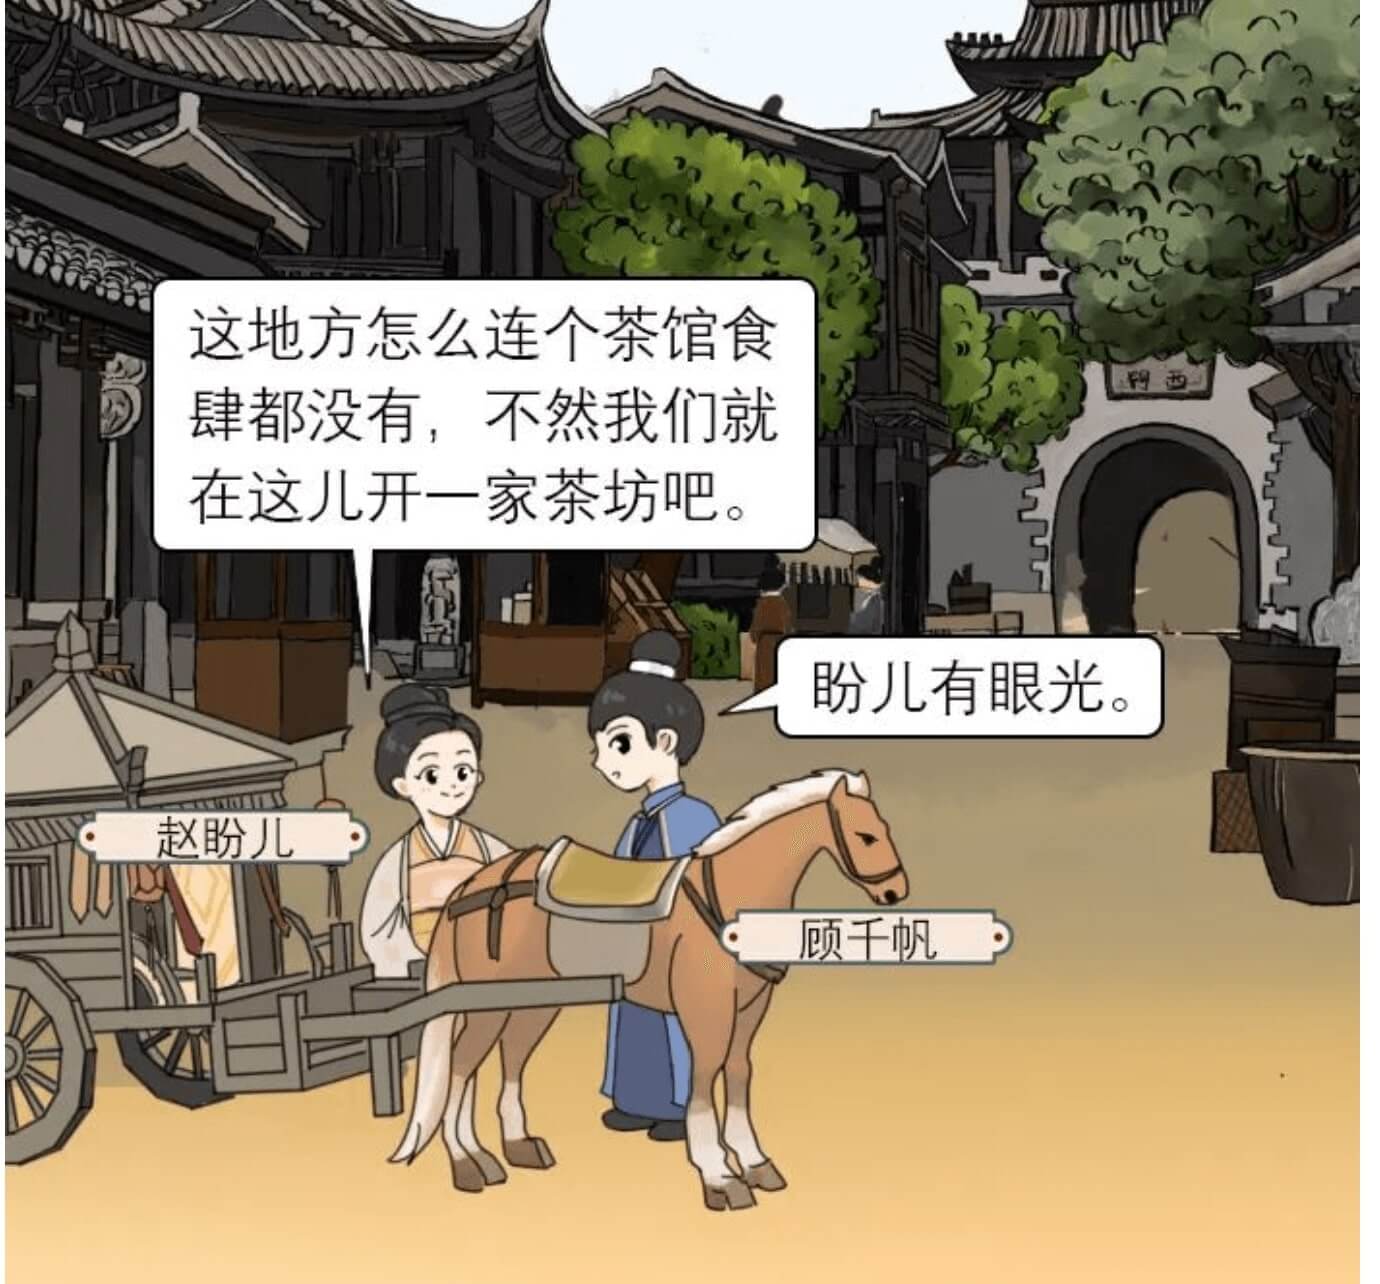 門西
这地方怎么连个茶馆食
肆都没有，不然我们就
在这儿开一家茶坊吧。
盼儿有眼光。
赵盼儿
顾千帆